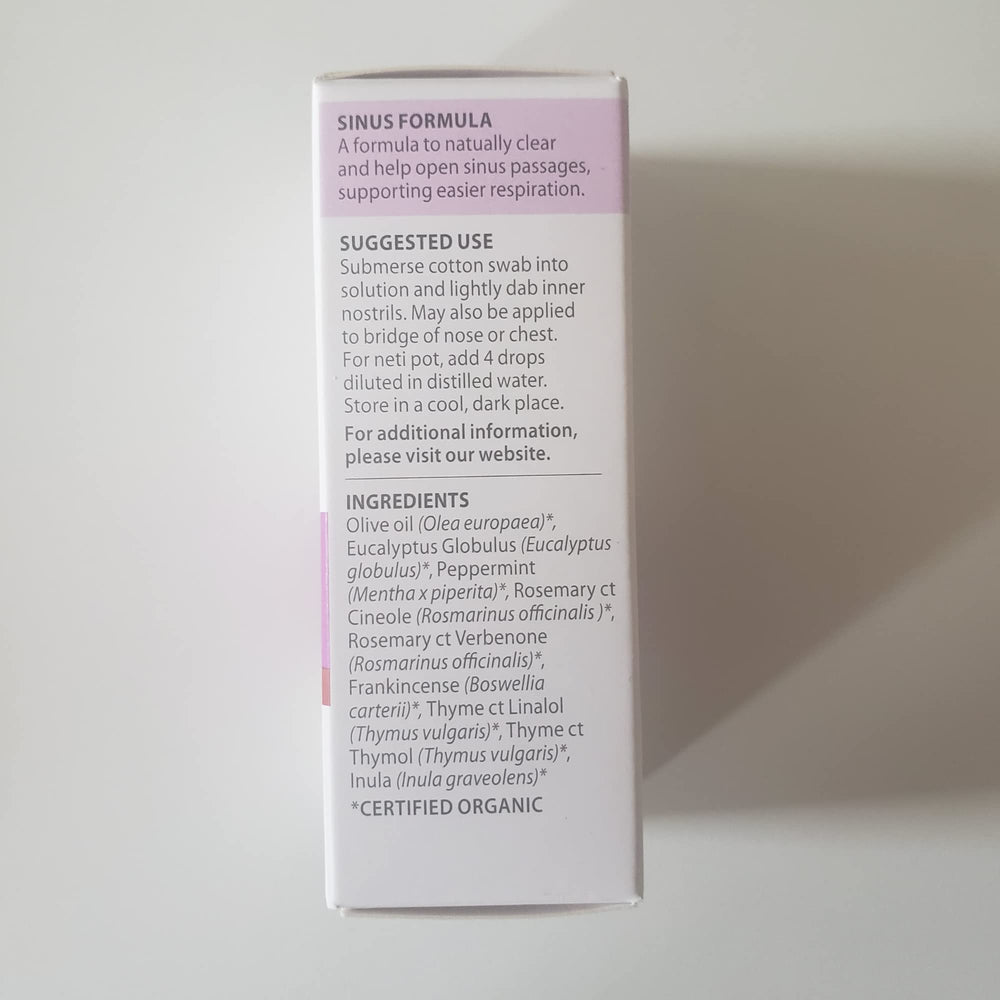 SINUS FORMULA
A formula to natually clear
and help open sinus passages,
supporting easier respiration.
SUGGESTED USE
Submerse cotton swab into
solution and lightly dab inner
nostrils. May also be applied
to bridge of nose or chest.
For neti pot, add 4 drops
diluted in distilled water.
Store in a cool, dark place.
For additional information,
please visit our website.
INGREDIENTS
Olive oil (Olea europaea)*,
Eucalyptus Globulus (Eucalyptus
globulus)*, Peppermint
(Mentha x piperita)*, Rosemary ct
Cineole (Rosmarinus officinalis )*,
Rosemary ct Verbenone
(Rosmarinus officinalis)*,
Frankincense (Boswellia
carterii)*, Thyme ct Linalol
(Thymus vulgaris)*, Thyme ct
Thymol (Thymus vulgaris)*,
Inula (Inula graveolens)*
*CERTIFIED ORGANIC